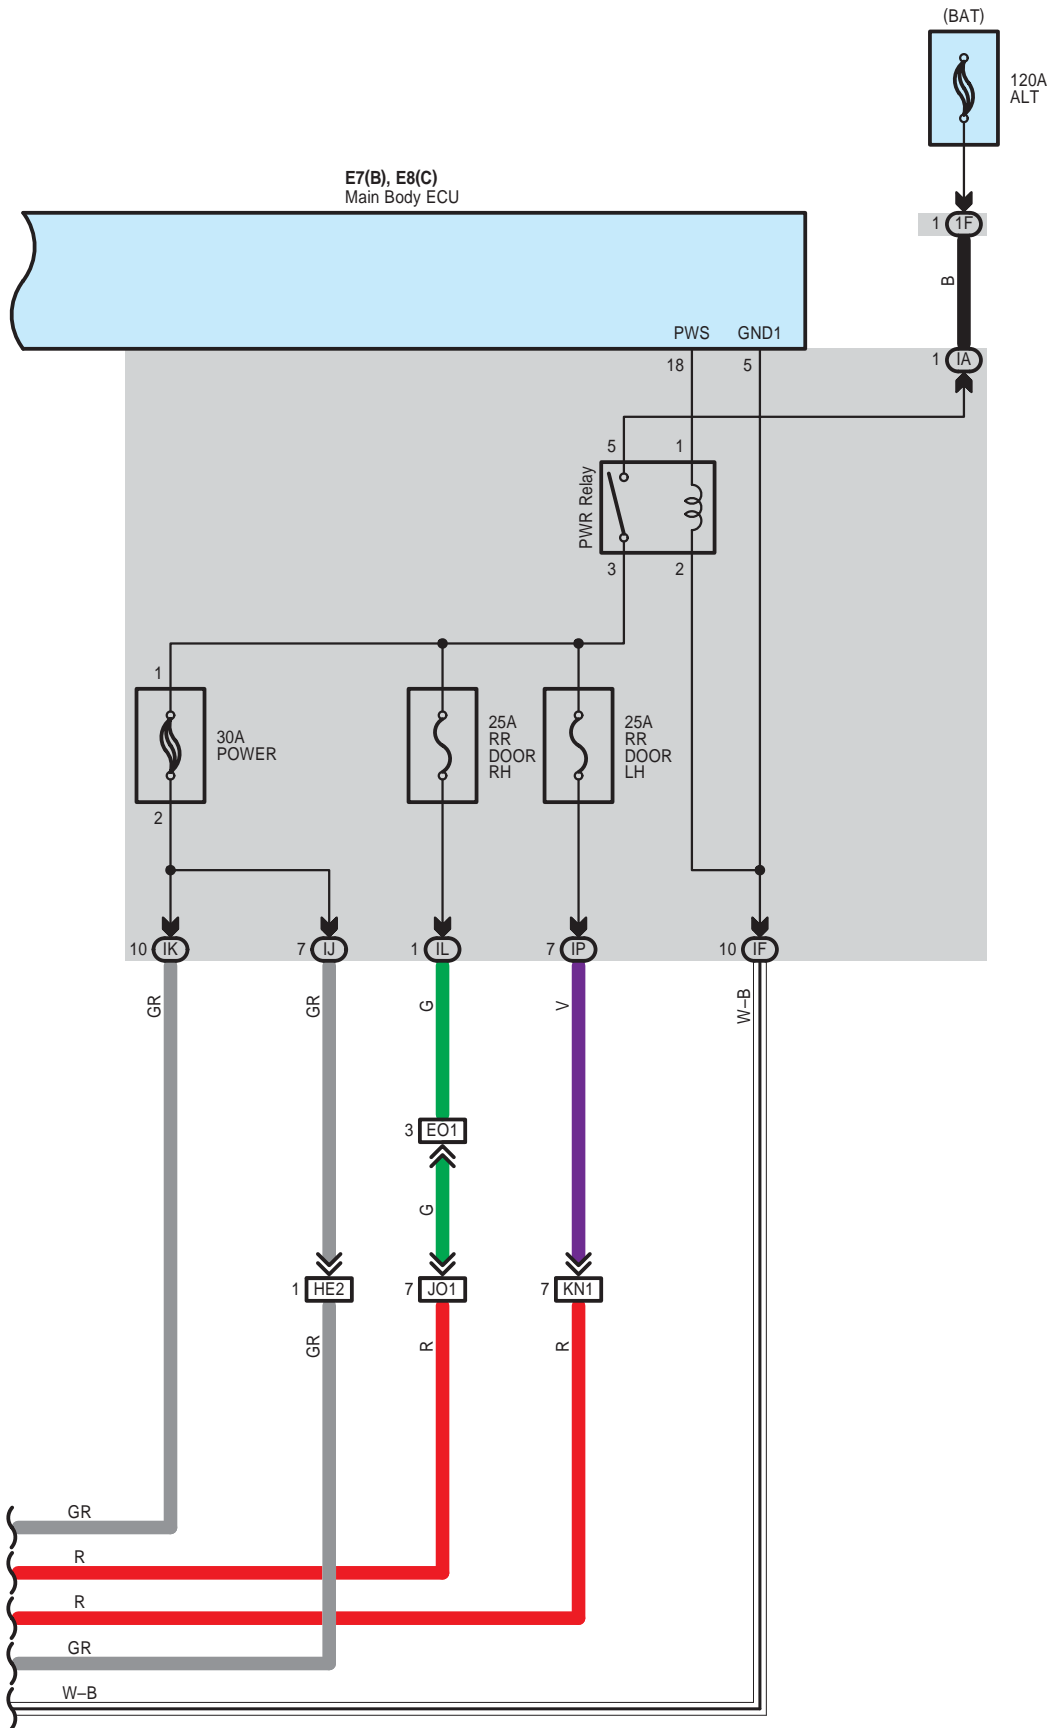 (BAT)
120A
ALT
E7(B), E8(C)
Main Body ECU
1 1F
B
PWS GND1
18 5 1 IA
5 1
PWR Relay
3 2
1
30A
POWER
25A
RR
DOOR
RH
25A
RR
DOOR
LH
2
10 IK 7 IJ 1 IL 7 IP 10 IF
GR GR G V W–B
3 EO1
G
1 HE2 7 JO1 7 KN1
GR R R
GR
R
R
GR
W–B